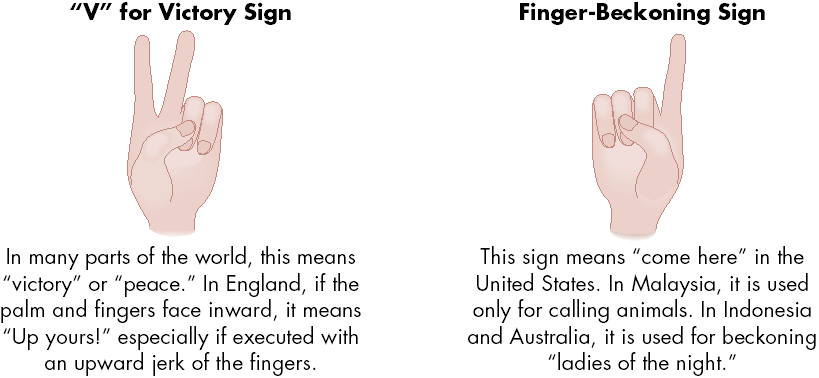 “V” for Victory Sign
In many parts of the world, this means
“victory” or “peace.” In England, if the
palm and fingers face inward, it means
“Up yours!” especially if executed with
an upward jerk of the fingers.
Finger-Beckoning Sign
This sign means “come here” in the
United States. In Malaysia, it is used
only for calling animals. In Indonesia
and Australia, it is used for beckoning
“ladies of the night.”